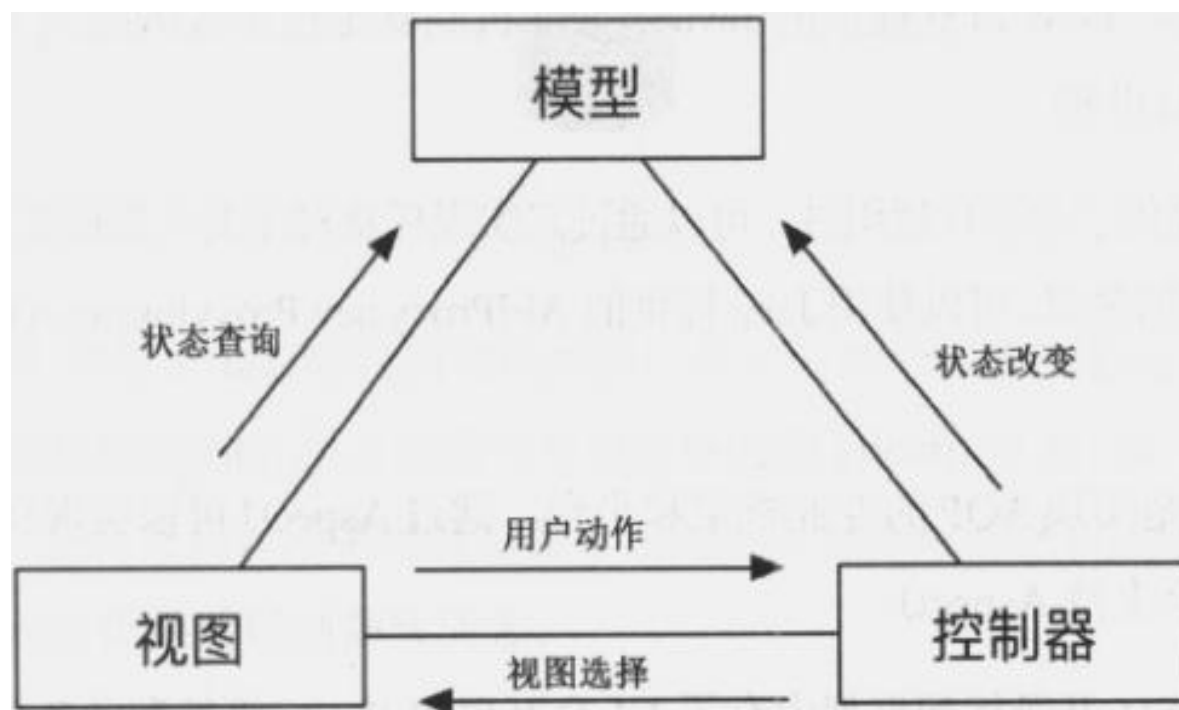 模型
状态查询
状态改变
用户动作
视图
控制器
视图选择